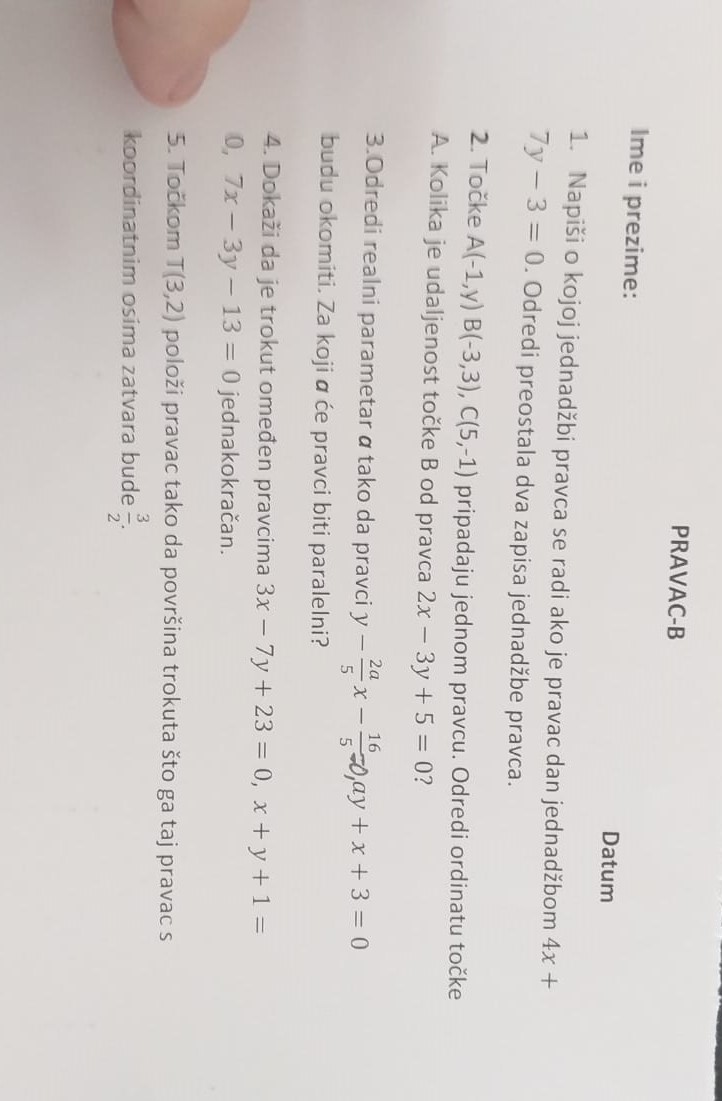 PRAVAC-B
Ime i prezime: Datum
1. Napiši o kojoj jednadžbi pravca se radi ako je pravac dan jednadžbom 4x +
7y − 3 = 0. Odredi preostala dva zapisa jednadžbe pravca.
2. Točke A(-1,y) B(-3,3), C(5,-1) pripadaju jednom pravcu. Odredi ordinatu točke
A. Kolika je udaljenost točke B od pravca 2x − 3y + 5 = 0?
3.Odredi realni parametar a tako da pravci y − 2a/5 x − 16/5 =0, ay + x + 3 = 0
budu okomiti. Za koji a će pravci biti paralelni?
4. Dokaži da je trokut omeđen pravcima 3x − 7y + 23 = 0, x + y + 1 =
0, 7x − 3y − 13 = 0 jednakokračan.
5. Točkom T(3,2) položi pravac tako da površina trokuta što ga taj pravac s
koordinatnim osima zatvara bude 3/2.